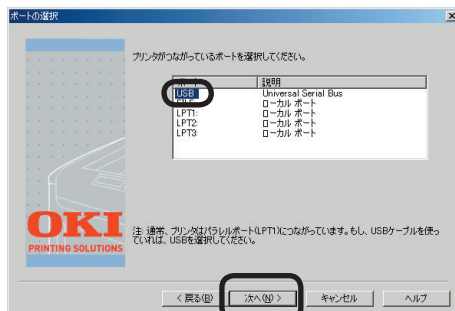 ポートの選択
プリンタがつながっているポートを選択してください。
説明
USB Universal Serial Bus
ローカル ポート
LPT1: ローカル ポート
LPT2: ローカル ポート
LPT3: ローカル ポート
OKI
PRINTING SOLUTIONS
注: 通常、プリンタはパラレルポート(LPT1)につながっています。もし、USBケーブルを使っ
ていれば、USBを選択してください。
< 戻る(B) 次へ(N) > キャンセル ヘルプ